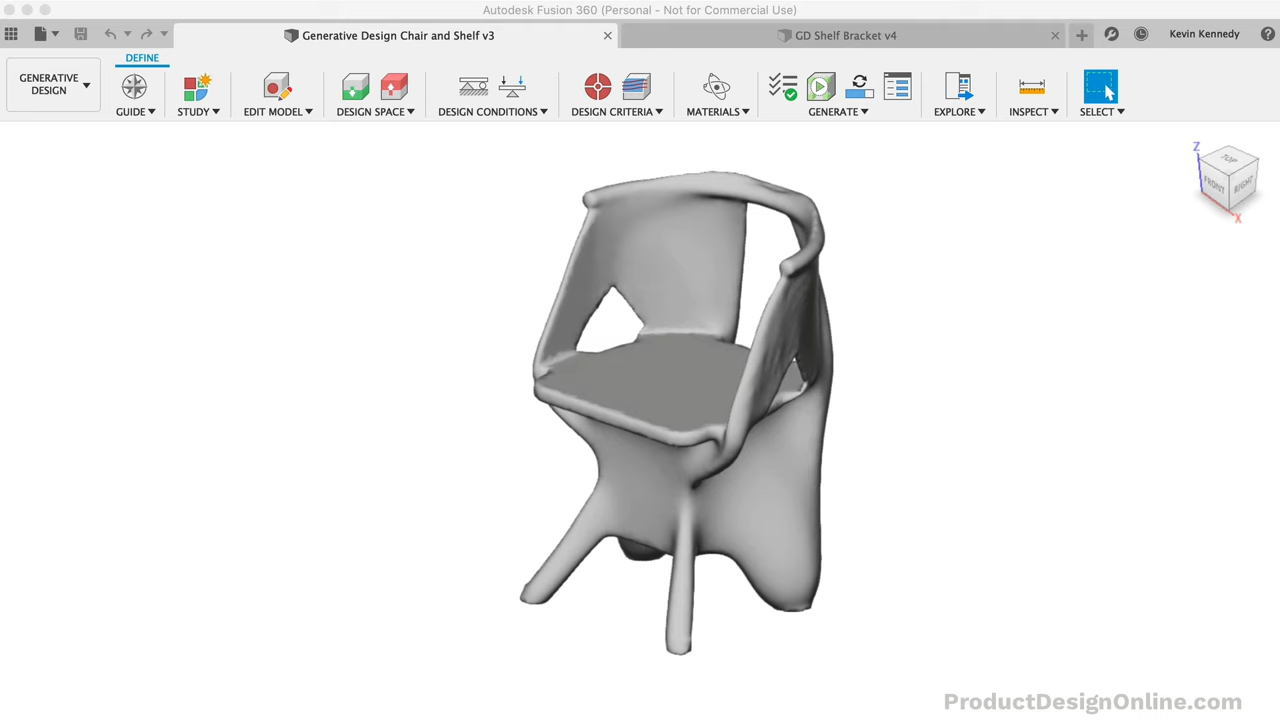 Autodesk Fusion 360 (Personal - Not for Commercial Use)
Generative Design Chair and Shelf v3
GD Shelf Bracket v4
Kevin Kennedy
DEFINE
GENERATIVE DESIGN
GUIDE
STUDY
EDIT MODEL
DESIGN SPACE
DESIGN CONDITIONS
DESIGN CRITERIA
MATERIALS
GENERATE
EXPLORE
INSPECT
SELECT
Z
TOP
FRONT
RIGHT
X
ProductDesignOnline.com